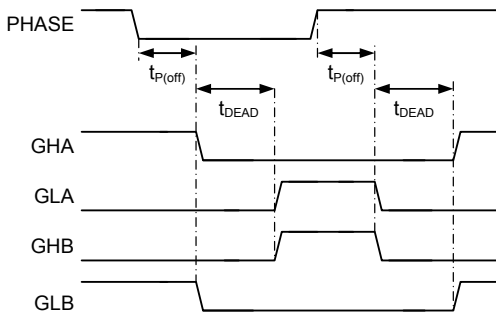 PHASE
tP(off) tP(off)
tDEAD tDEAD
GHA
GLA
GHB
GLB